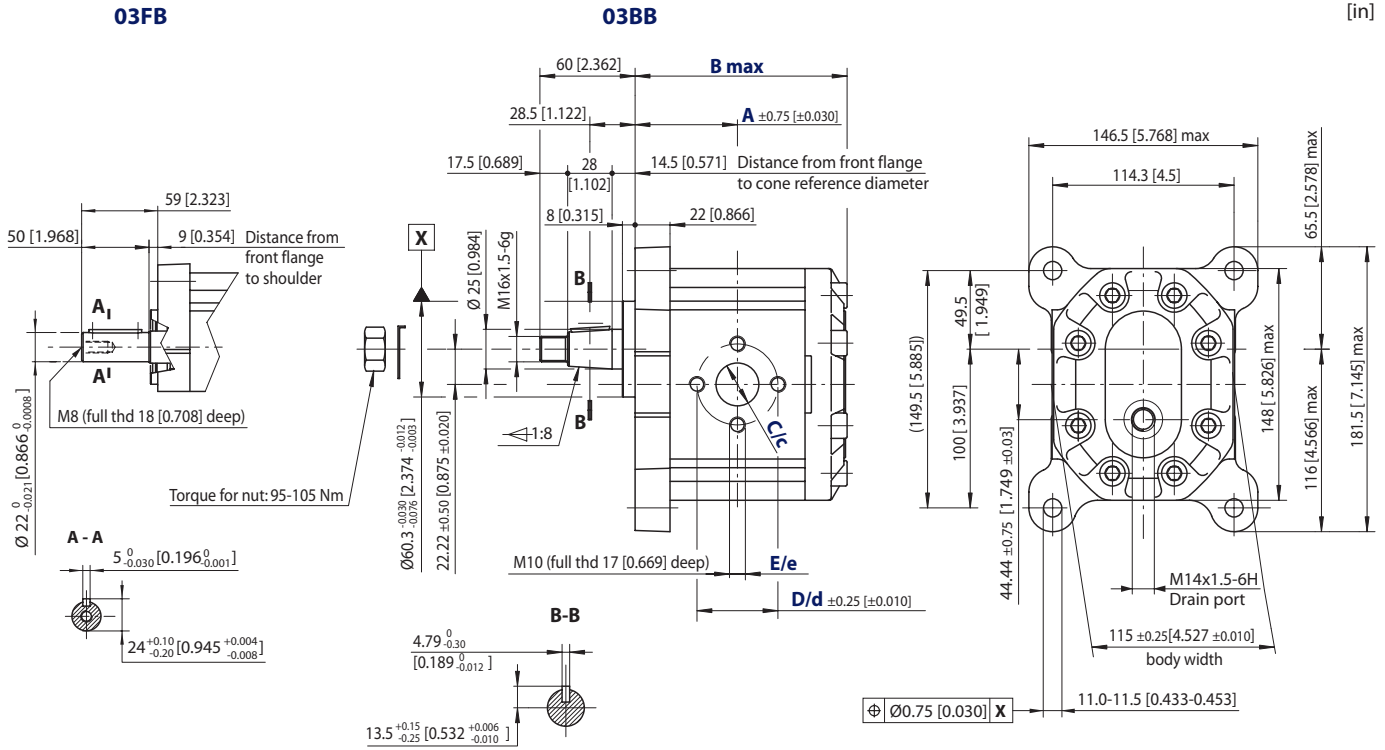 03FB
03BB
[in]
60 [2.362]
B max
28.5 [1.122]
A ±0.75 [±0.030]
17.5 [0.689]
28
[1.102]
14.5 [0.571] Distance from front flange
to cone reference diameter
8 [0.315]
22 [0.866]
59 [2.323]
50 [1.968]
9 [0.354] Distance from
front flange
to shoulder
X
Ø 25 [0.984]
M16x1.5-6g
B
B
A
A
M8 (full thd 18 [0.708] deep)
Ø 22 0 -0.021 [0.866 0 -0.0008]
Torque for nut: 95-105 Nm
1:8
Ø60.3 -0.030 -0.076 [2.374 -0.012 -0.003]
22.22 ±0.50 [0.875 ±0.020]
C/c
M10 (full thd 17 [0.669] deep)
E/e
D/d ±0.25 [±0.010]
A - A
5 0 -0.030 [0.196 0 -0.001]
24 +0.10 -0.20 [0.945 +0.004 -0.008]
B-B
4.79 0 -0.30
[0.189 0 -0.012 ]
13.5 +0.15 -0.25 [0.532 +0.006 -0.010 ]
146.5 [5.768] max
114.3 [4.5]
65.5 [2.578] max
49.5
[ 1.949]
(149.5 [ 5.885])
100 [ 3.937]
44.44 ±0.75 [1.749 ±0.03]
148 [ 5.826] max
116 [4.566] max
181.5 [ 7.145] max
M14x1.5-6H
Drain port
115 ±0.25[4.527 ±0.010]
body width
Ø0.75 [0.030] X
11.0-11.5 [0.433-0.453]